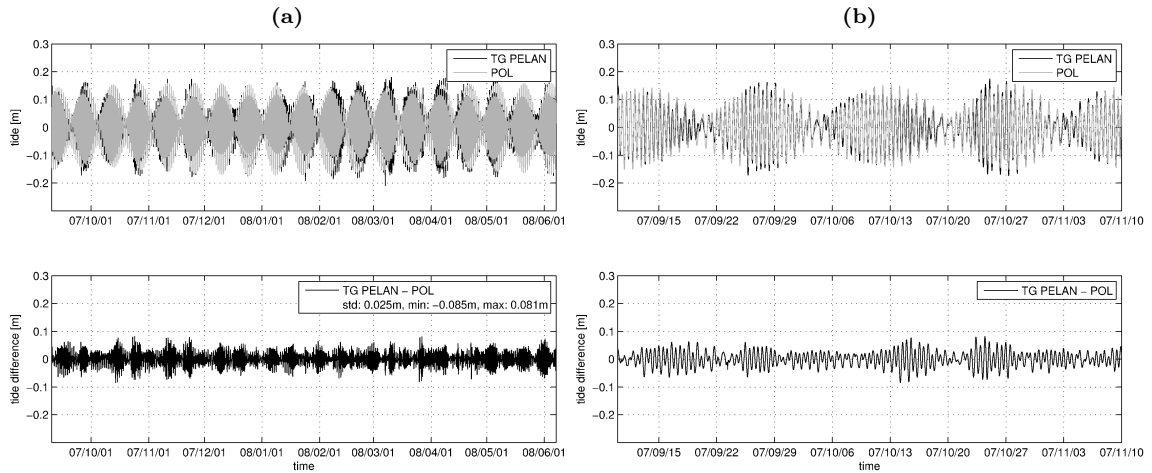 (a)
(b)
0.3
0.2
0.1
0
−0.1
−0.2
tide [m]
TG PELAN
POL
07/10/01 07/11/01 07/12/01 08/01/01 08/02/01 08/03/01 08/04/01 08/05/01 08/06/01
0.3
0.2
0.1
0
−0.1
−0.2
tide [m]
TG PELAN
POL
07/09/15 07/09/22 07/09/29 07/10/06 07/10/13 07/10/20 07/10/27 07/11/03 07/11/10
0.3
0.2
0.1
0
−0.1
−0.2
tide difference [m]
TG PELAN − POL
std: 0.025m, min: −0.085m, max: 0.081m
07/10/01 07/11/01 07/12/01 08/01/01 08/02/01 08/03/01 08/04/01 08/05/01 08/06/01
time
0.3
0.2
0.1
0
−0.1
−0.2
tide difference [m]
TG PELAN − POL
07/09/15 07/09/22 07/09/29 07/10/06 07/10/13 07/10/20 07/10/27 07/11/03 07/11/10
time